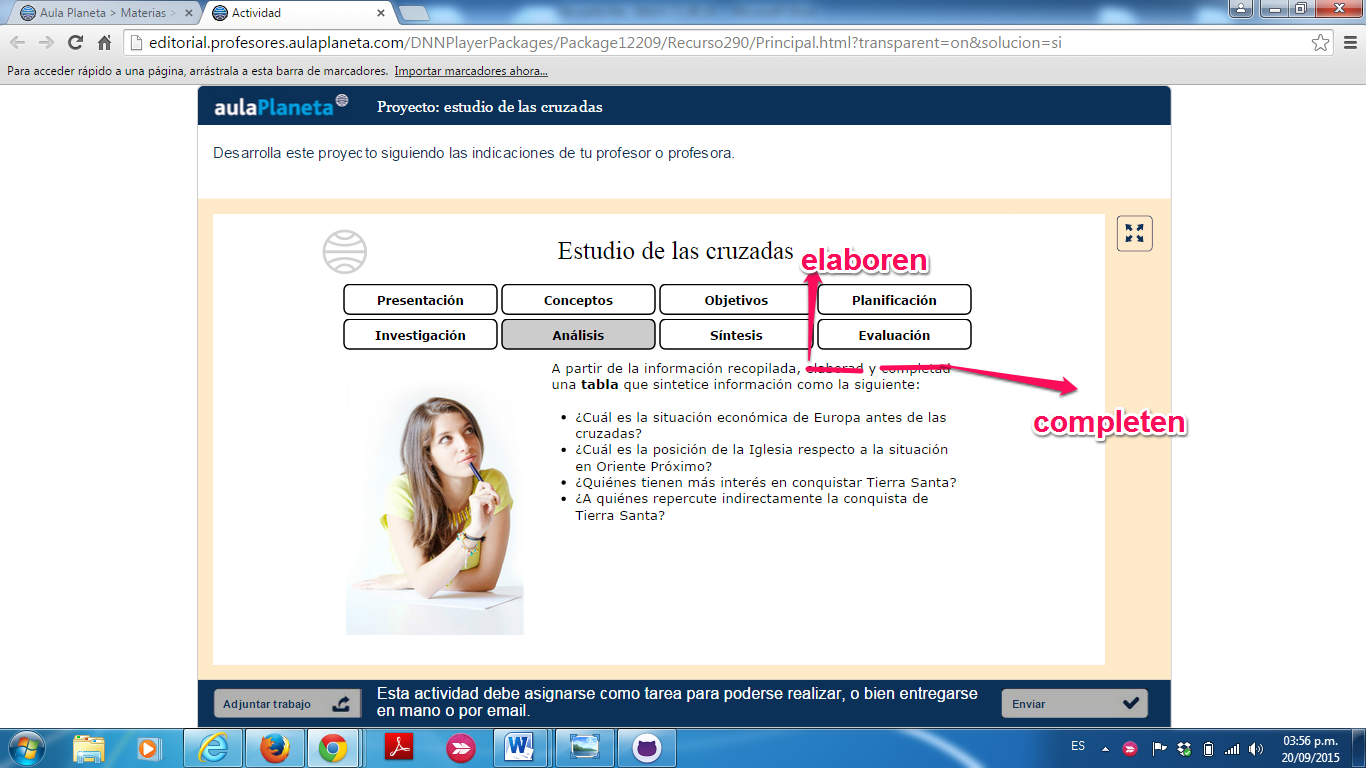 Aula Planeta > Materias >
Actividad
editorial.profesores.aulaplaneta.com/DNNPlayerPackages/Package12209/Recurso290/Principal.html?transparent=on&solucion=si
Para acceder rápido a una página, arrástrala a esta barra de marcadores. Importar marcadores ahora...
aulaPlaneta
Proyecto: estudio de las cruzadas
Desarrolla este proyecto siguiendo las indicaciones de tu profesor o profesora.
Estudio de las cruzadas
elaboren
Presentación Conceptos Objetivos Planificación
Investigación Análisis Síntesis Evaluación
A partir de la información recopilada, elaborad y completad
una tabla que sintetice información como la siguiente:
• ¿Cuál es la situación económica de Europa antes de las
cruzadas?
completen
• ¿Cuál es la posición de la Iglesia respecto a la situación
en Oriente Próximo?
• ¿Quiénes tienen más interés en conquistar Tierra Santa?
• ¿A quiénes repercute indirectamente la conquista de
Tierra Santa?
Adjuntar trabajo
Esta actividad debe asignarse como tarea para poderse realizar, o bien entregarse
en mano o por email.
Enviar
ES
03:56 p.m.
20/09/2015